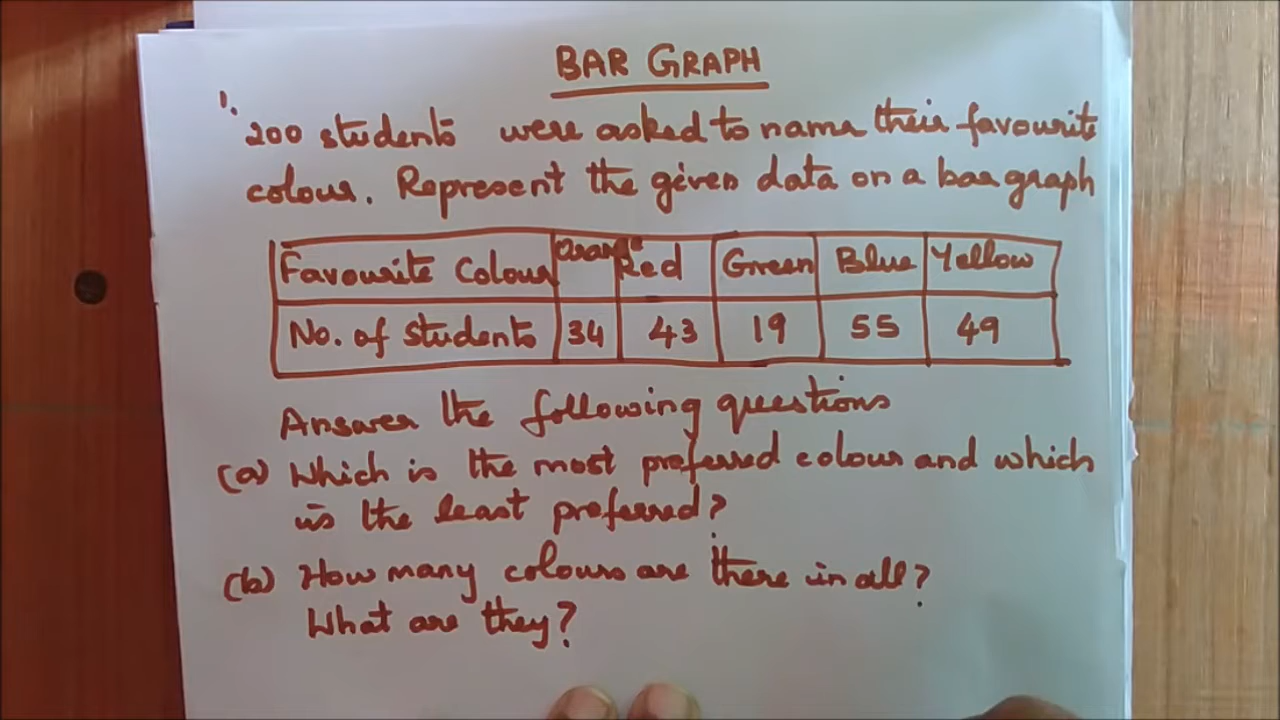 BAR GRAPH
1.
200 students were asked to name their favourite
colour. Represent the given data on a bar graph
Favourite Colour Orange Red Green Blue Yellow
No. of students 34 43 19 55 49
Answer the following questions
(a) Which is the most preferred colour and which
is the least preferred?
(b) How many colours are there in all?
What are they?